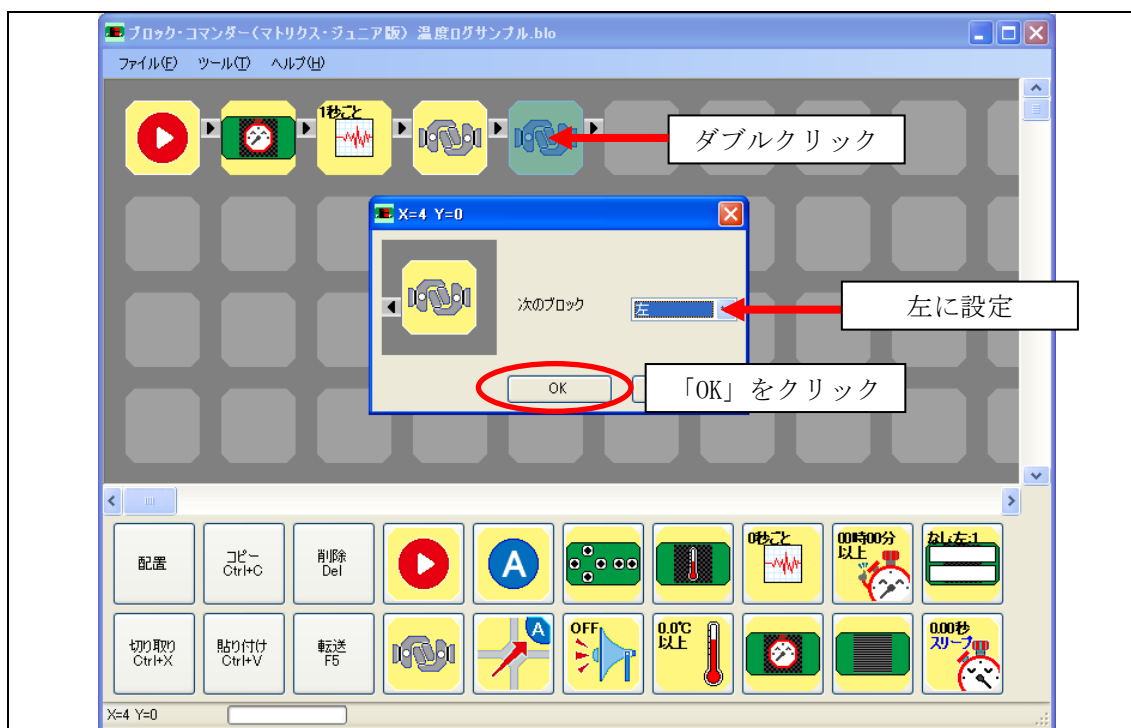 ブロック・コマンダー(マトリクス・ジュニア版) 温度ログサンプル.blo
ファイル(F) ツール(T) ヘルプ(H)
1秒ごと
ダブルクリック
X=4 Y=0
次のブロック
左
左に設定
OK
「OK」をクリック
配置
コピー
Ctrl+C
削除
Del
A
0秒ごと
00時00分
以上
なし左:1
切り取り
Ctrl+X
貼り付け
Ctrl+V
転送
F5
A
OFF
0.0℃
以上
0.00秒
スリープ
X=4 Y=0